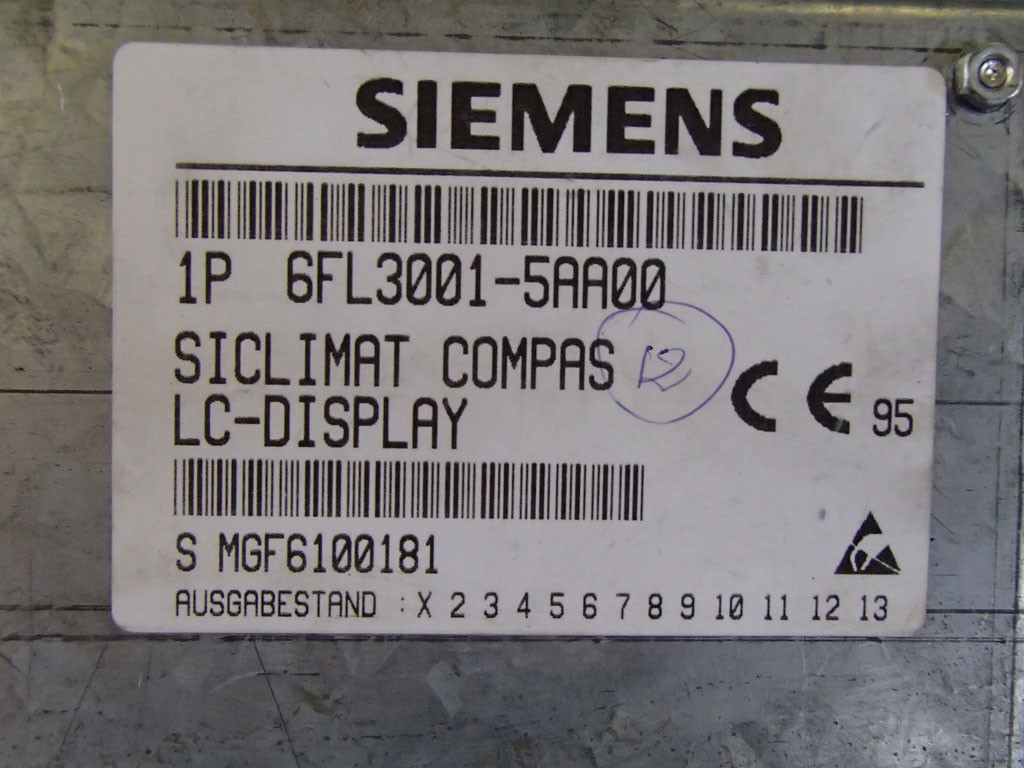 SIEMENS
1P 6FL3001-5AA00
SICLIMAT COMPAS 12
LC-DISPLAY
CE 95
S MGF6100181
AUSGABESTAND : X 2 3 4 5 6 7 8 9 10 11 12 13